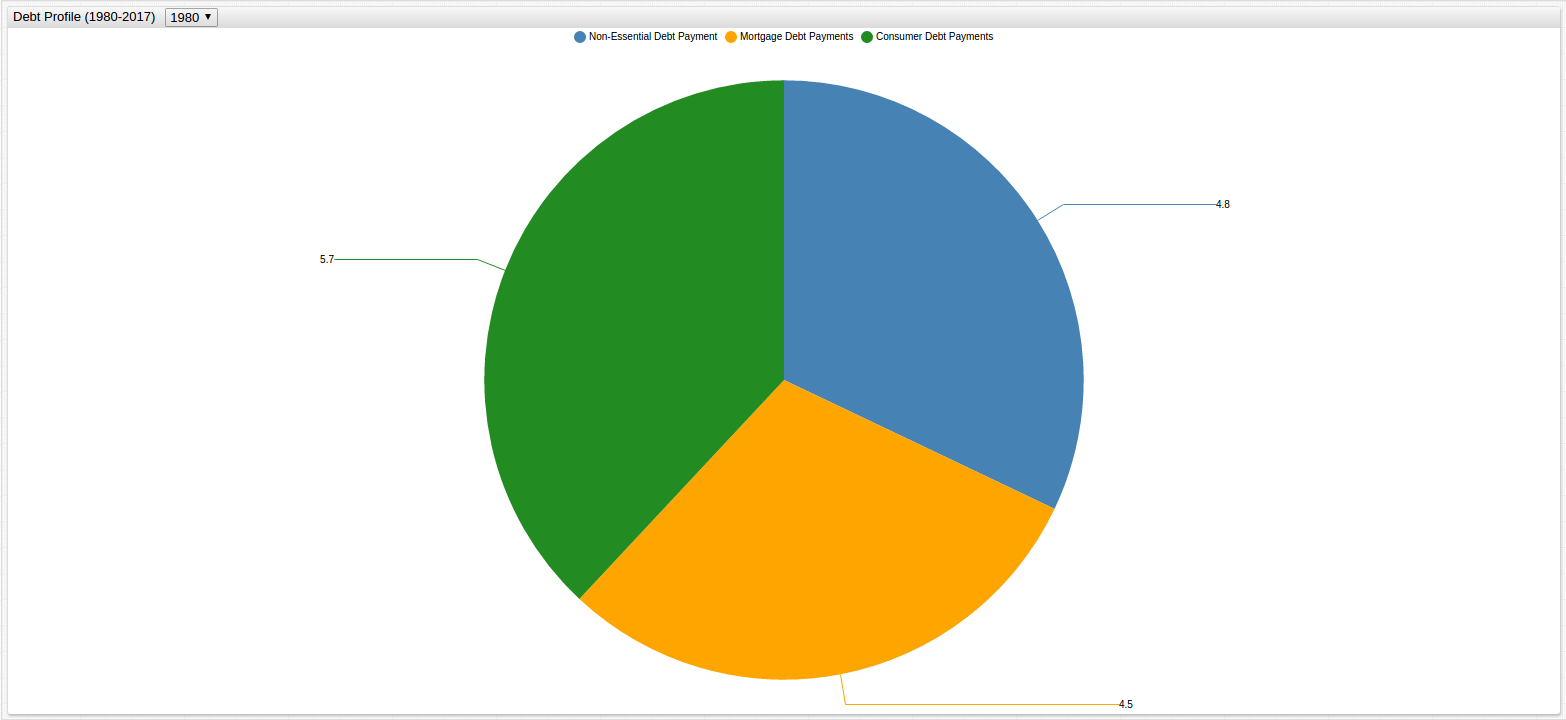 Debt Profile (1980-2017) 1980 ▼
Non-Essential Debt Payment Mortgage Debt Payments Consumer Debt Payments
4.8
5.7
4.5